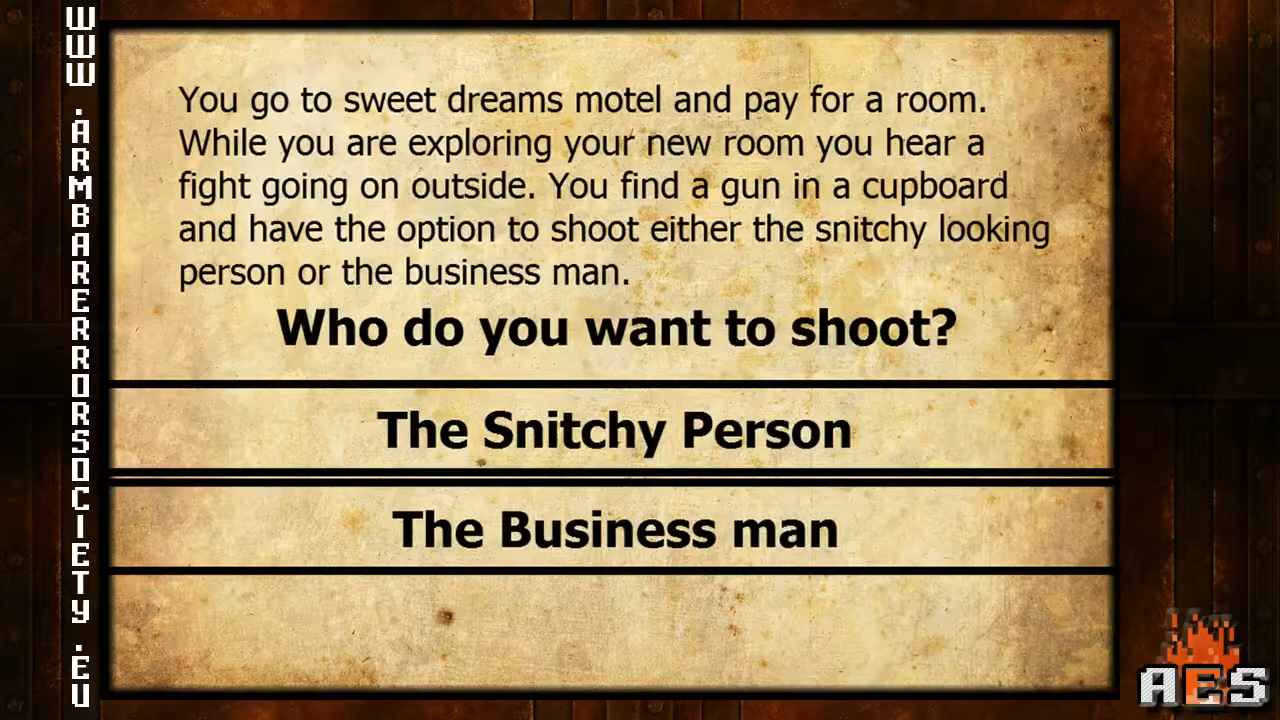 WWW.ARMBARERRORSOCIETY.EU
You go to sweet dreams motel and pay for a room.
While you are exploring your new room you hear a
fight going on outside. You find a gun in a cupboard
and have the option to shoot either the snitchy looking
person or the business man.
Who do you want to shoot?
The Snitchy Person
The Business man
AES